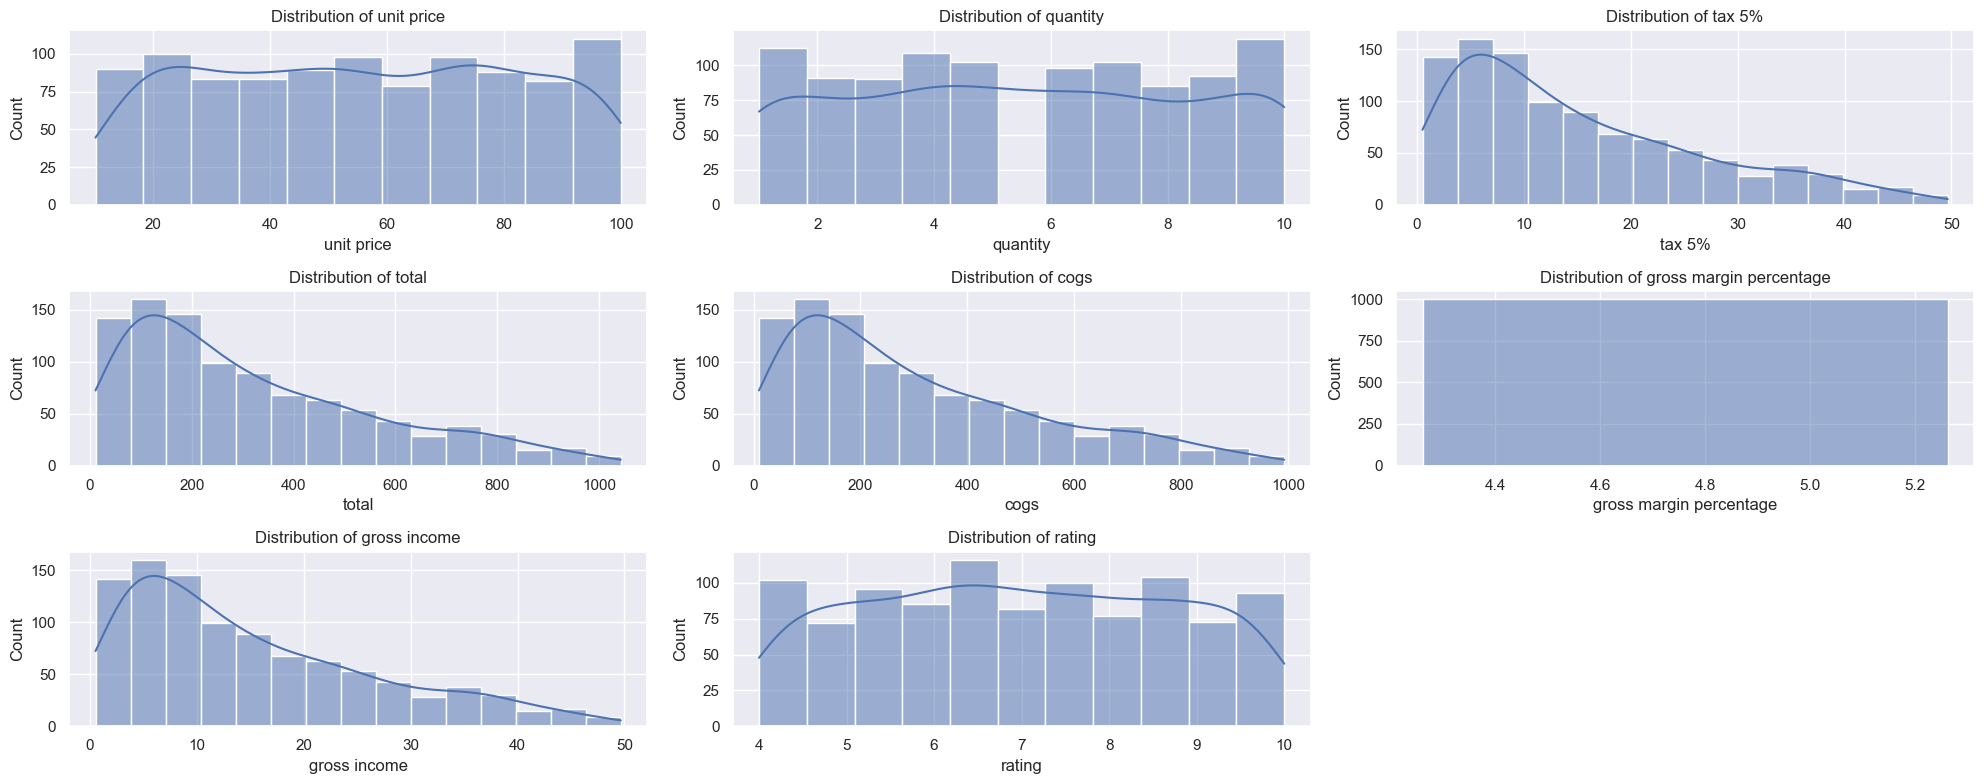 Distribution of unit price
Count
100
75
50
25
0
20 40 60 80 100
unit price
Distribution of quantity
Count
100
75
50
25
0
2 4 6 8 10
quantity
Distribution of tax 5%
Count
150
100
50
0
0 10 20 30 40 50
tax 5%
Distribution of total
Count
150
100
50
0
0 200 400 600 800 1000
total
Distribution of cogs
Count
150
100
50
0
0 200 400 600 800 1000
cogs
Distribution of gross margin percentage
Count
1000
750
500
250
0
4.4 4.6 4.8 5.0 5.2
gross margin percentage
Distribution of gross income
Count
150
100
50
0
0 10 20 30 40 50
gross income
Distribution of rating
Count
100
75
50
25
0
4 5 6 7 8 9 10
rating